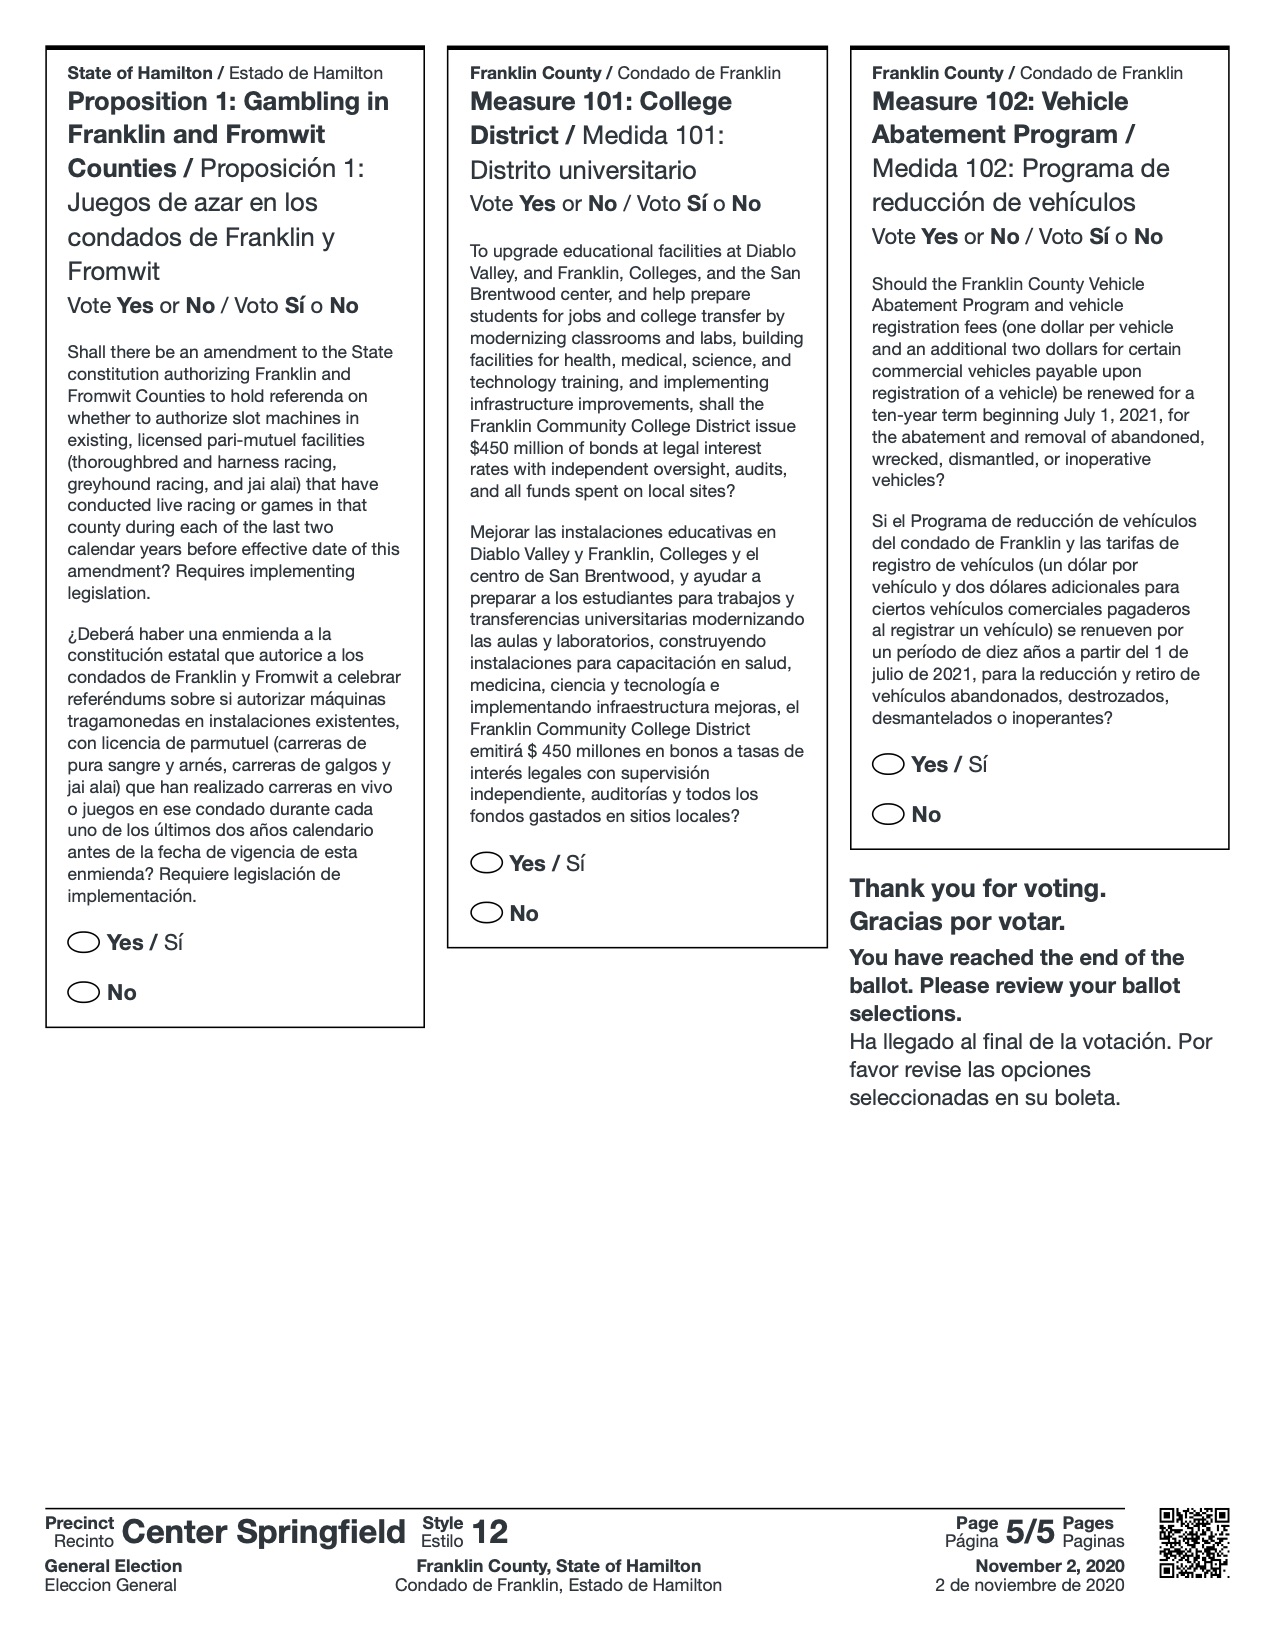 State of Hamilton / Estado de Hamilton
Proposition 1: Gambling in
Franklin and Fromwit
Counties / Proposición 1:
Juegos de azar en los
condados de Franklin y
Fromwit
Vote Yes or No / Voto Sí o No
Shall there be an amendment to the State
constitution authorizing Franklin and
Fromwit Counties to hold referenda on
whether to authorize slot machines in
existing, licensed pari-mutuel facilities
(thoroughbred and harness racing,
greyhound racing, and jai alai) that have
conducted live racing or games in that
county during each of the last two
calendar years before effective date of this
amendment? Requires implementing
legislation.
¿Deberá haber una enmienda a la
constitución estatal que autorice a los
condados de Franklin y Fromwit a celebrar
referéndums sobre si autorizar máquinas
tragamonedas en instalaciones existentes,
con licencia de parmutuel (carreras de
pura sangre y arnés, carreras de galgos y
jai alai) que han realizado carreras en vivo
o juegos en ese condado durante cada
uno de los últimos dos años calendario
antes de la fecha de vigencia de esta
enmienda? Requiere legislación de
implementación.
Yes / Sí
No
Franklin County / Condado de Franklin
Measure 101: College
District / Medida 101:
Distrito universitario
Vote Yes or No / Voto Sí o No
To upgrade educational facilities at Diablo
Valley, and Franklin, Colleges, and the San
Brentwood center, and help prepare
students for jobs and college transfer by
modernizing classrooms and labs, building
facilities for health, medical, science, and
technology training, and implementing
infrastructure improvements, shall the
Franklin Community College District issue
$450 million of bonds at legal interest
rates with independent oversight, audits,
and all funds spent on local sites?
Mejorar las instalaciones educativas en
Diablo Valley y Franklin, Colleges y el
centro de San Brentwood, y ayudar a
preparar a los estudiantes para trabajos y
transferencias universitarias modernizando
las aulas y laboratorios, construyendo
instalaciones para capacitación en salud,
medicina, ciencia y tecnología e
implementando infraestructura mejoras, el
Franklin Community College District
emitirá $ 450 millones en bonos a tasas de
interés legales con supervisión
independiente, auditorías y todos los
fondos gastados en sitios locales?
Yes / Sí
No
Franklin County / Condado de Franklin
Measure 102: Vehicle
Abatement Program /
Medida 102: Programa de
reducción de vehículos
Vote Yes or No / Voto Sí o No
Should the Franklin County Vehicle
Abatement Program and vehicle
registration fees (one dollar per vehicle
and an additional two dollars for certain
commercial vehicles payable upon
registration of a vehicle) be renewed for a
ten-year term beginning July 1, 2021, for
the abatement and removal of abandoned,
wrecked, dismantled, or inoperative
vehicles?
Si el Programa de reducción de vehículos
del condado de Franklin y las tarifas de
registro de vehículos (un dólar por
vehículo y dos dólares adicionales para
ciertos vehículos comerciales pagaderos
al registrar un vehículo) se renueven por
un período de diez años a partir del 1 de
julio de 2021, para la reducción y retiro de
vehículos abandonados, destrozados,
desmantelados o inoperantes?
Yes / Sí
No
Thank you for voting.
Gracias por votar.
You have reached the end of the
ballot. Please review your ballot
selections.
Ha llegado al final de la votación. Por
favor revise las opciones
seleccionadas en su boleta.
Precinct Center Springfield Style 12
Recinto Estilo
Page 5/5 Pages
Página Paginas
General Election
Eleccion General
Franklin County, State of Hamilton
Condado de Franklin, Estado de Hamilton
November 2, 2020
2 de noviembre de 2020